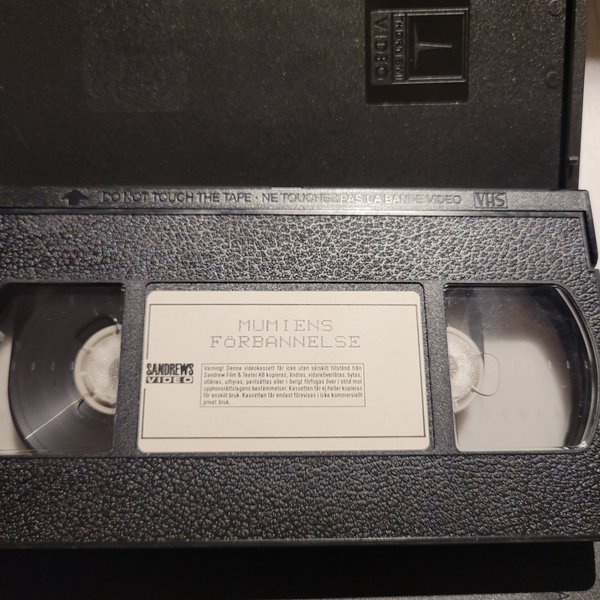 INDUSTRIAL
VIDEO
DO NOT TOUCH THE TAPE · NE TOUCHEZ PAS LA BANDE VIDEO VHS
MUMIENS
FöRBANNELSE
SANDREWS
VIDEO
Varning! Denna videokassett får icke utan särskilt tillstånd från
Sandrew Film & Teater AB kopieras, ändras, vidareöverlåtas, bytas,
utlånas, uthyras, pantsättas eller i övrigt förfogas över i strid mot
upphovsrättslagens bestämmelser. Kassetten får ej heller kopieras
för enskilt bruk. Kassetten får endast förevisas i icke kommersiellt
privat bruk.